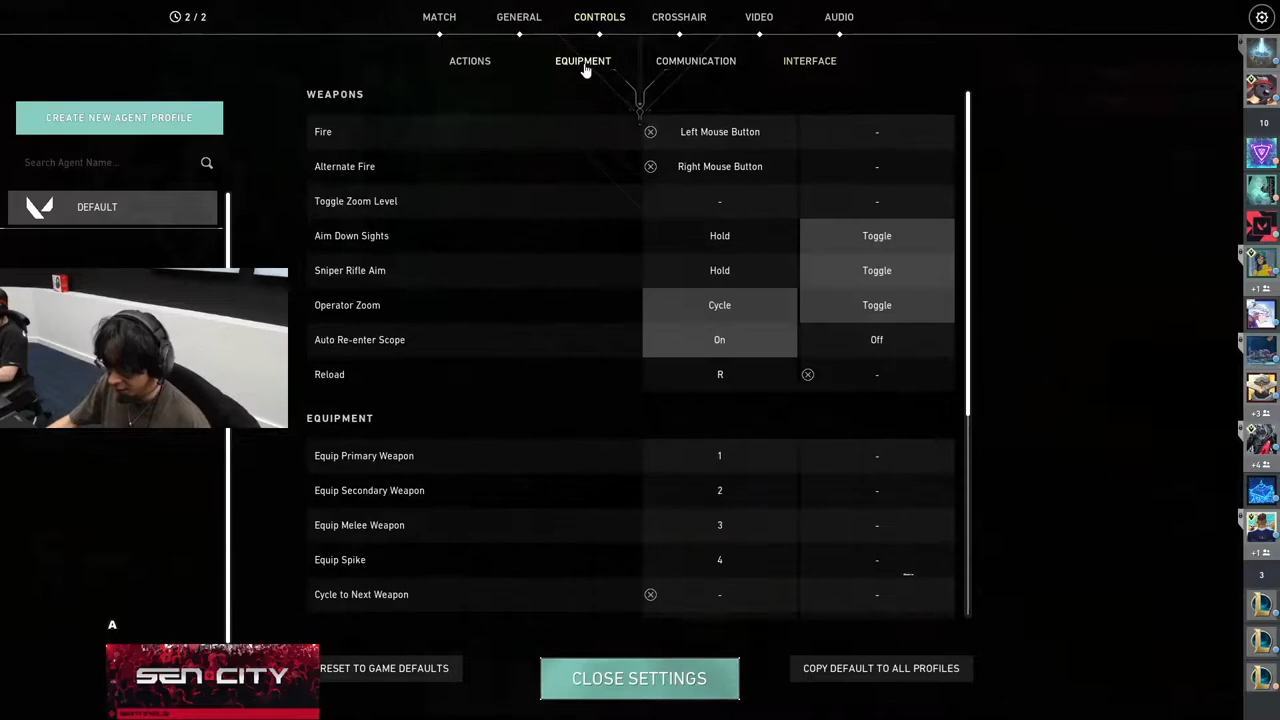 2 / 2
MATCH
GENERAL
CONTROLS
CROSSHAIR
VIDEO
AUDIO
ACTIONS
EQUIPMENT
COMMUNICATION
INTERFACE
CREATE NEW AGENT PROFILE
Search Agent Name...
DEFAULT
WEAPONS
Fire Left Mouse Button -
Alternate Fire Right Mouse Button -
Toggle Zoom Level - -
Aim Down Sights Hold Toggle
Sniper Rifle Aim Hold Toggle
Operator Zoom Cycle Toggle
Auto Re-enter Scope On Off
Reload R -
EQUIPMENT
Equip Primary Weapon 1 -
Equip Secondary Weapon 2 -
Equip Melee Weapon 3 -
Equip Spike 4 -
Cycle to Next Weapon - -
A
SEN CITY
RESET TO GAME DEFAULTS
CLOSE SETTINGS
COPY DEFAULT TO ALL PROFILES
10
+1
+3
+4
+1
3